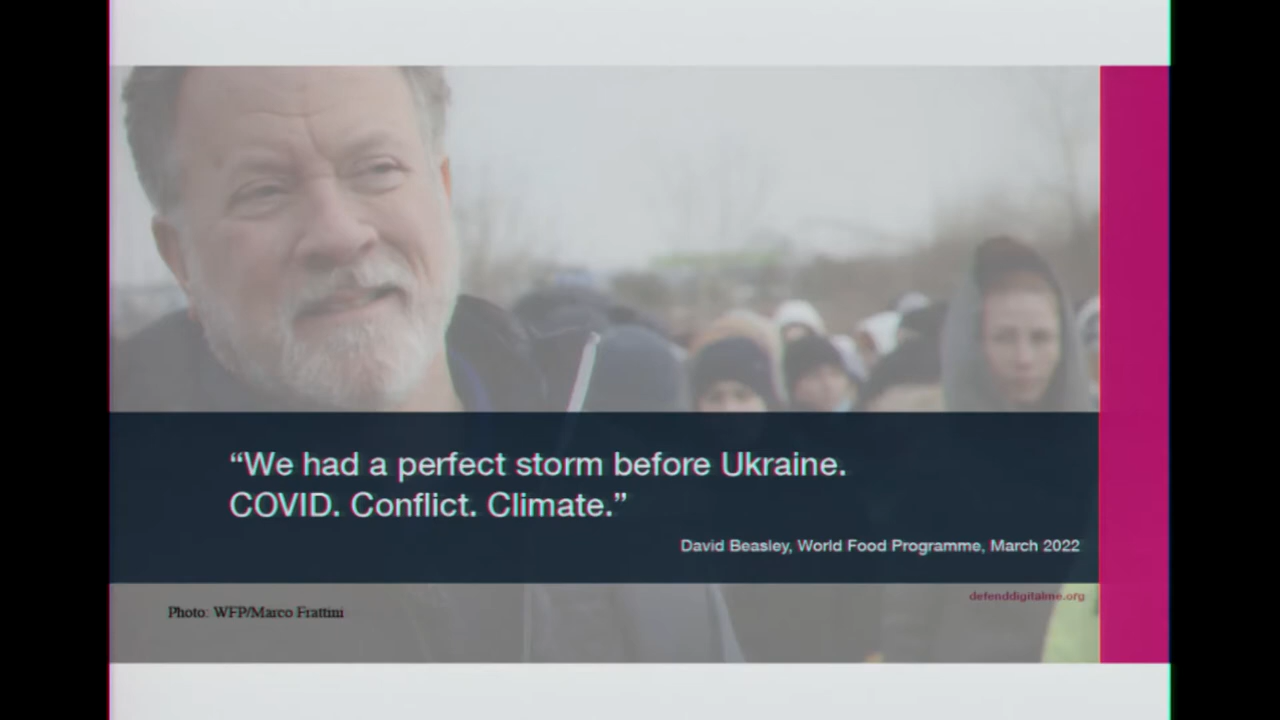 “We had a perfect storm before Ukraine.
COVID. Conflict. Climate.”
David Beasley, World Food Programme, March 2022
defenddigitalme.org
Photo: WFP/Marco Frattini